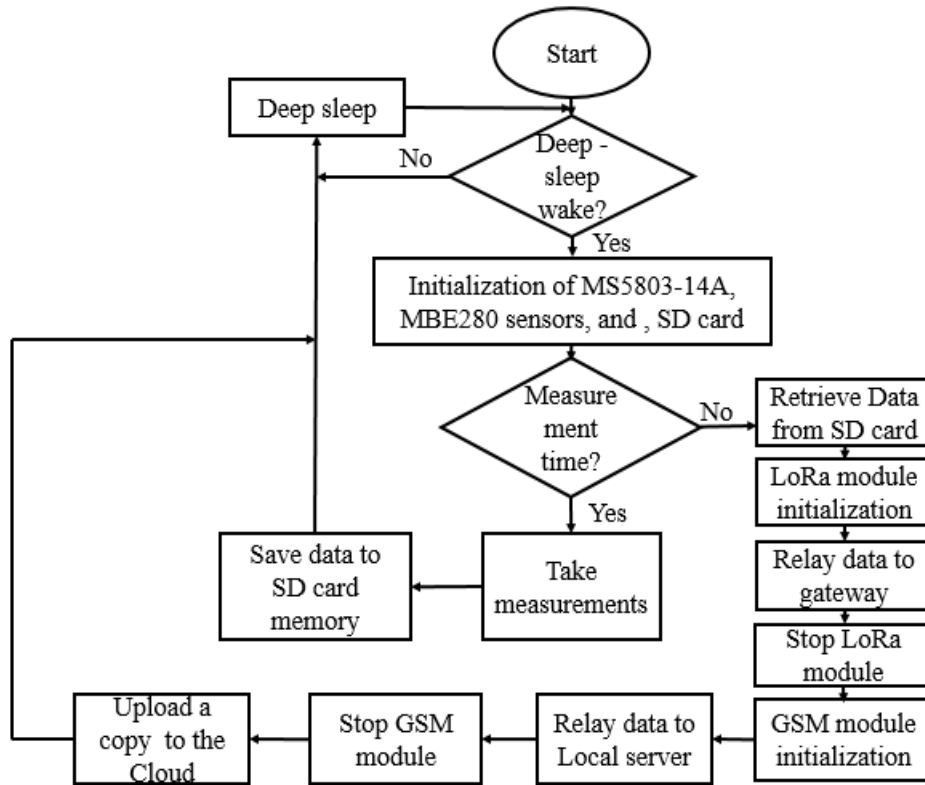 Start
Deep sleep
Deep -
sleep
wake?
No
Yes
Initialization of MS5803-14A,
MBE280 sensors, and , SD card
Measure
ment
time?
No
Yes
Retrieve Data
from SD card
LoRa module
initialization
Relay data to
gateway
Stop LoRa
module
Take
measurements
Save data to
SD card
memory
GSM module
initialization
Relay data to
Local server
Stop GSM
module
Upload a
copy to the
Cloud